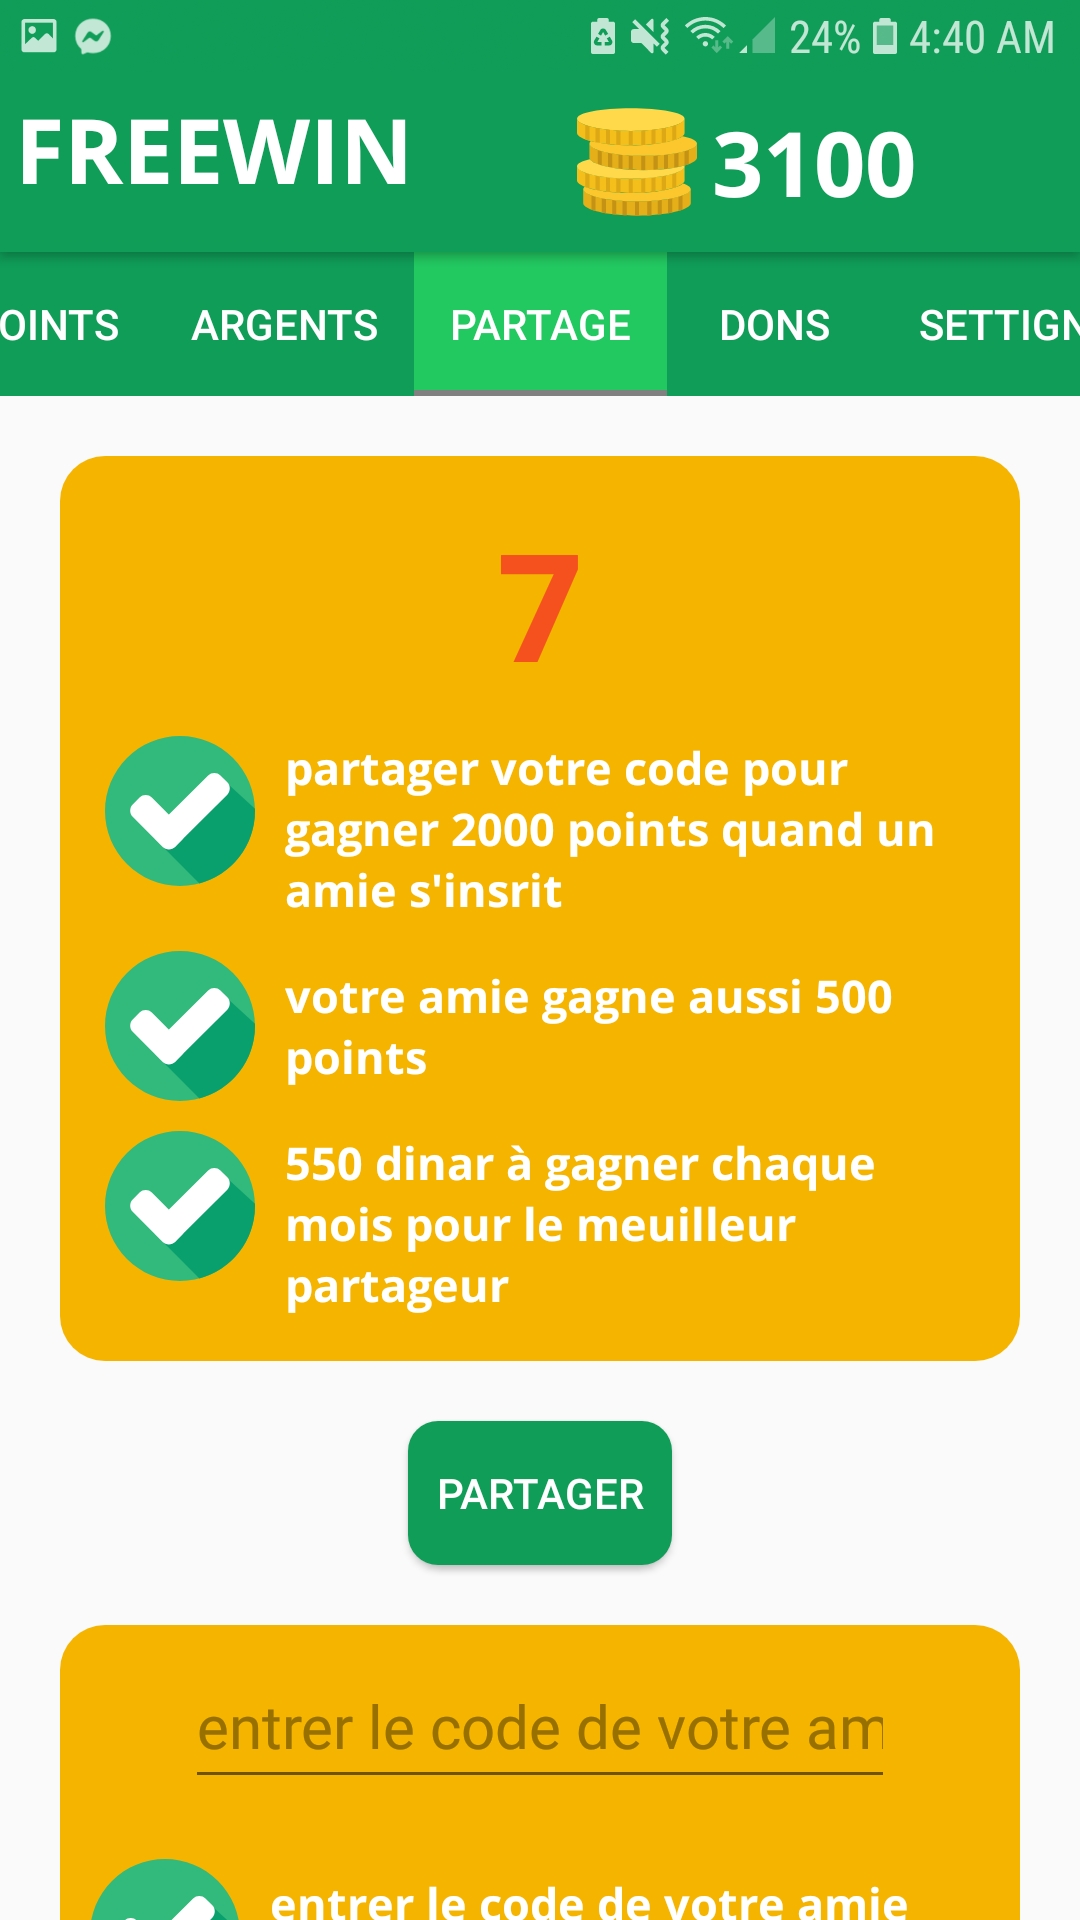 24% 4:40 AM
FREEWIN 3100
OINTS ARGENTS PARTAGE DONS SETTIGN
7
partager votre code pour
gagner 2000 points quand un
amie s'insrit
votre amie gagne aussi 500
points
550 dinar à gagner chaque
mois pour le meuilleur
partageur
PARTAGER
entrer le code de votre am
entrer le code de votre amie